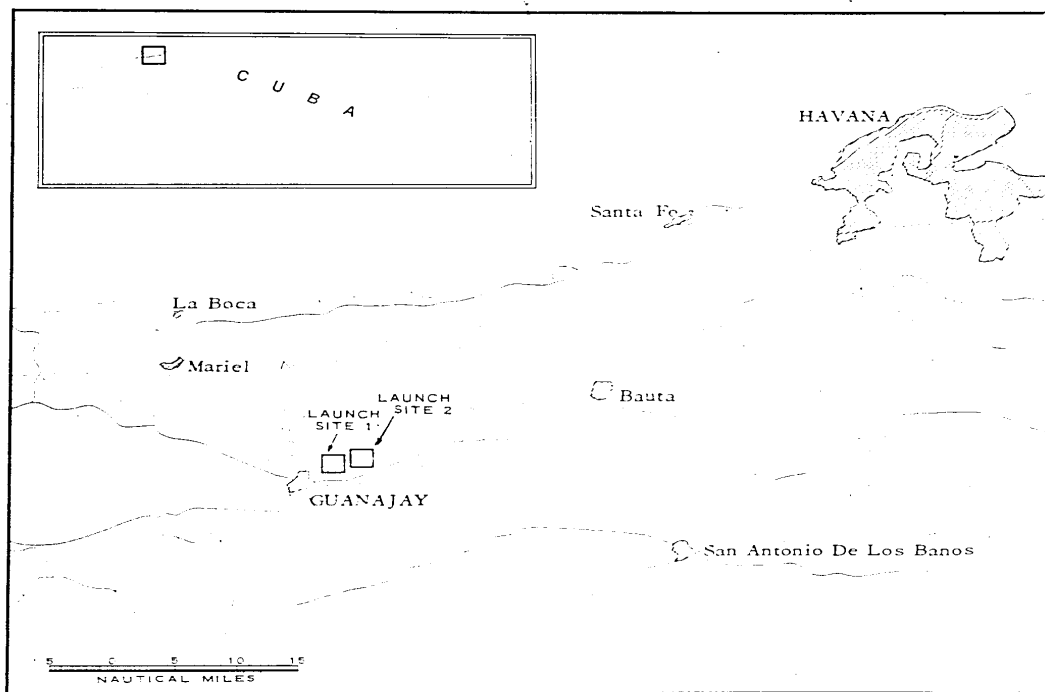 CUBA
HAVANA
Santa Fe
La Boca
Mariel
LAUNCH
SITE 1
LAUNCH
SITE 2
Bauta
GUANAJAY
San Antonio De Los Banos
5 0 5 10 15
NAUTICAL MILES